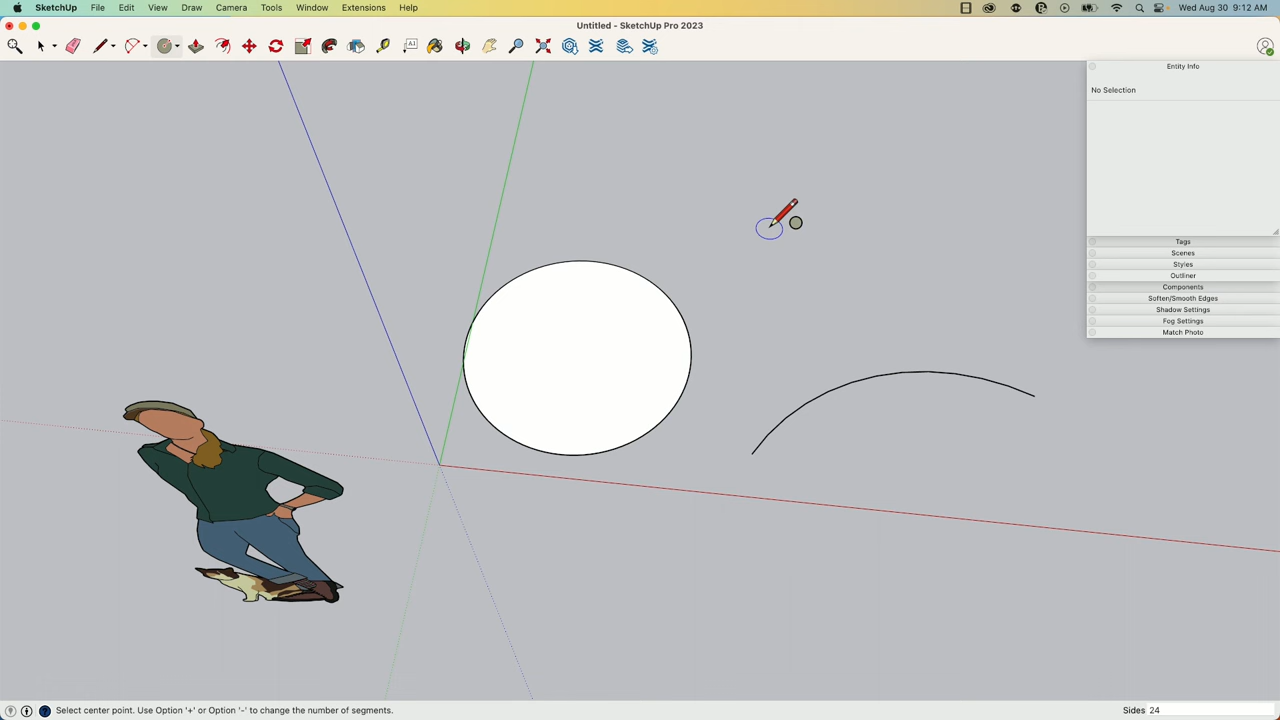 SketchUp File Edit View Draw Camera Tools Window Extensions Help Wed Aug 30 9:12 AM
Untitled - SketchUp Pro 2023
Entity Info
No Selection
Tags
Scenes
Styles
Outliner
Components
Soften/Smooth Edges
Shadow Settings
Fog Settings
Match Photo
Select center point. Use Option '+' or Option '-' to change the number of segments. Sides 24